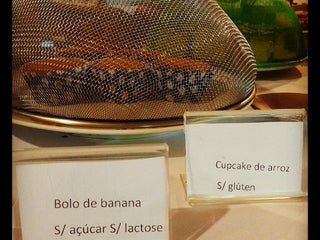 Bolo de banana
S/ açúcar S/ lactose
Cupcake de arroz
S/ glúten